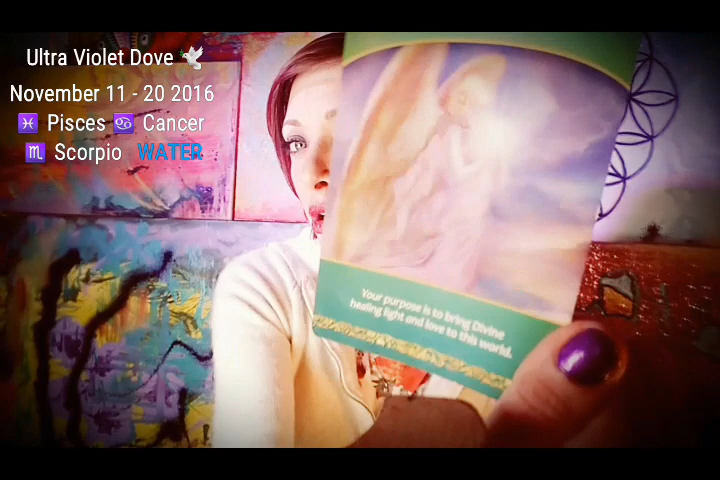 Ultra Violet Dove 🕊
November 11 - 20 2016
♓ Pisces ♋ Cancer
♏ Scorpio WATER
Your purpose is to bring Divine
healing light and love to this world.